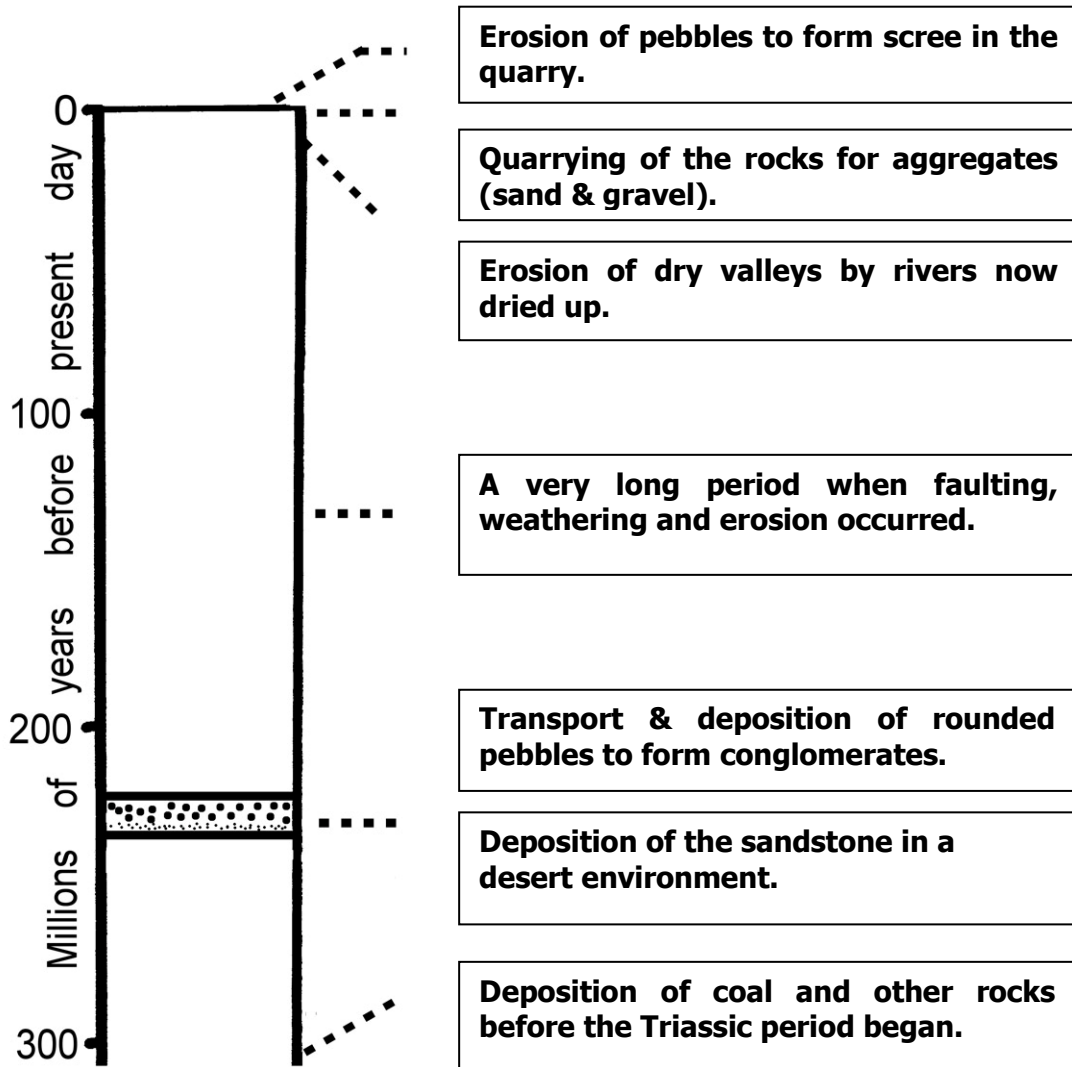 Erosion of pebbles to form scree in the
quarry.
0
Quarrying of the rocks for aggregates
(sand & gravel).
Erosion of dry valleys by rivers now
dried up.
100
A very long period when faulting,
weathering and erosion occurred.
200
Transport & deposition of rounded
pebbles to form conglomerates.
Deposition of the sandstone in a
desert environment.
Deposition of coal and other rocks
before the Triassic period began.
300
Millions of years before present day